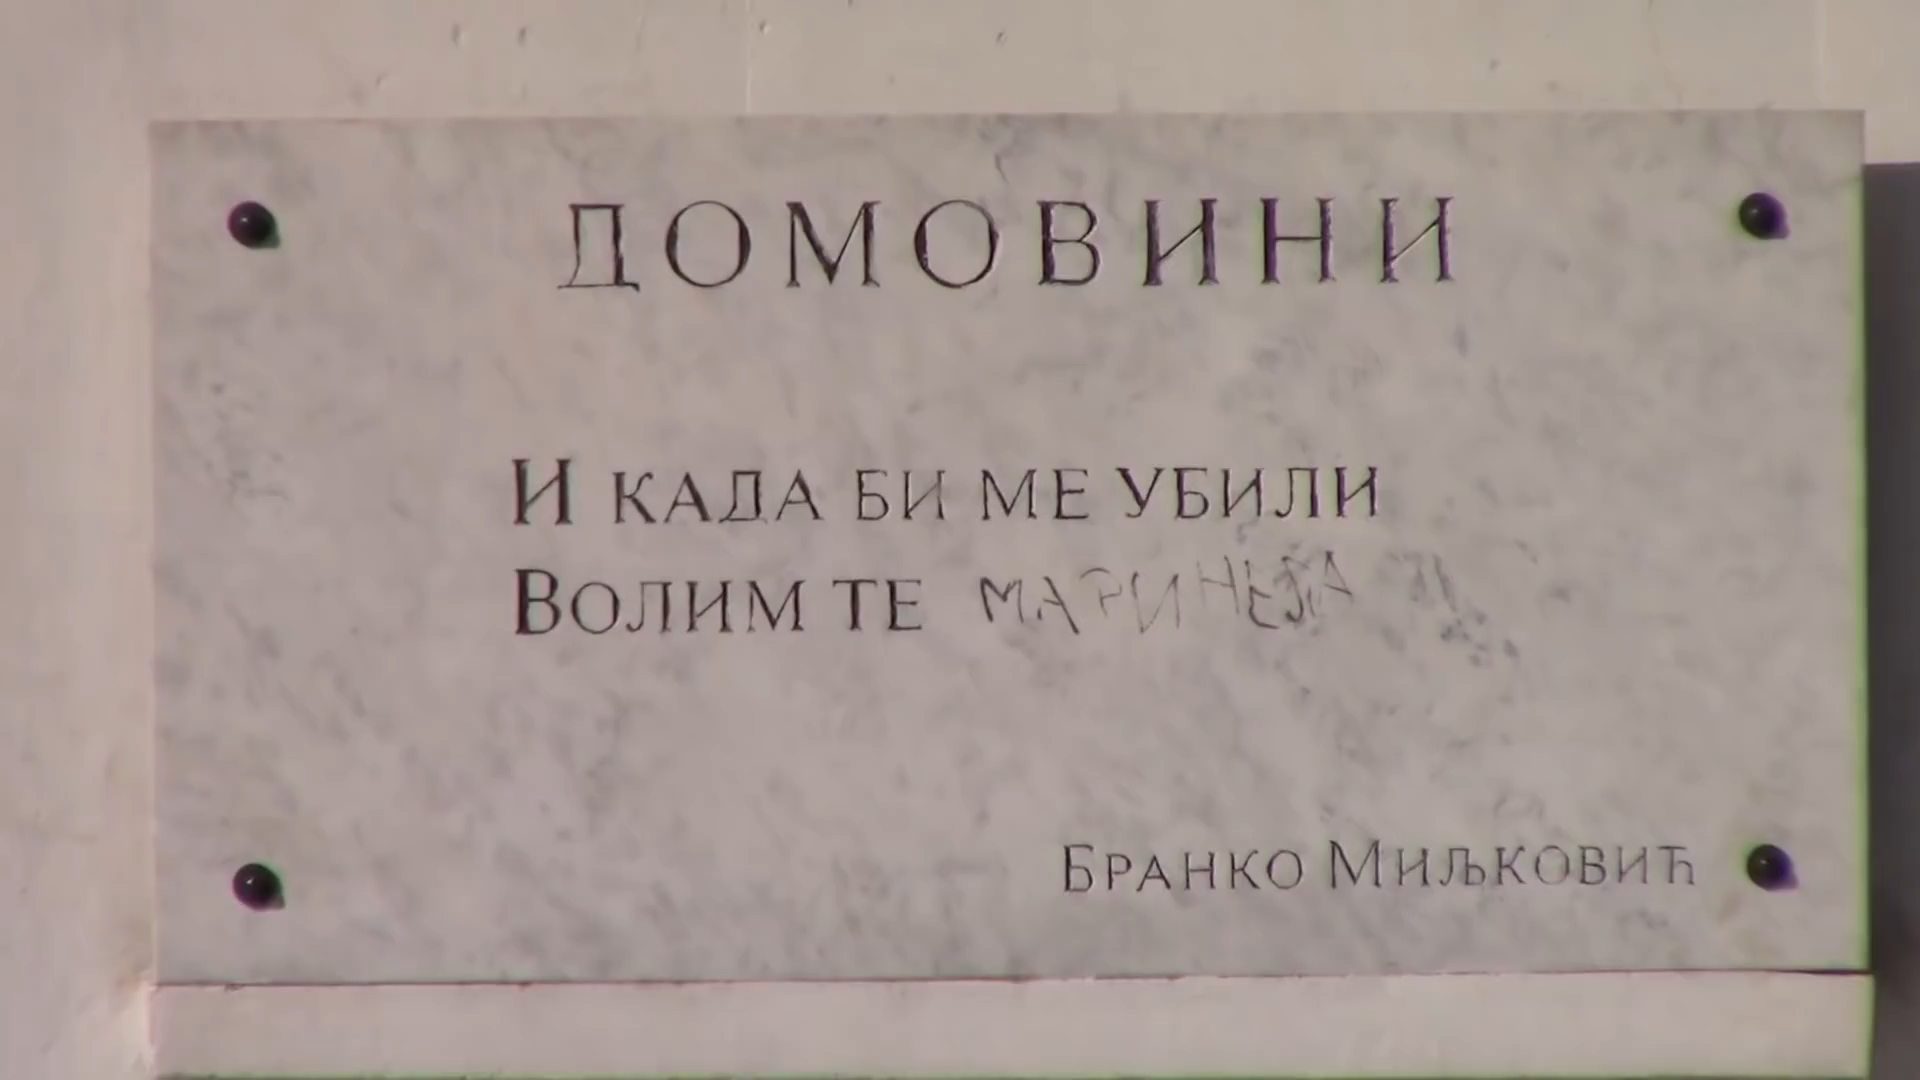 ДОМОВИНИ
И КАДА БИ МЕ УБИЛИ
ВОЛИМ ТЕ
БРАНКО МИЉКОВИЋ